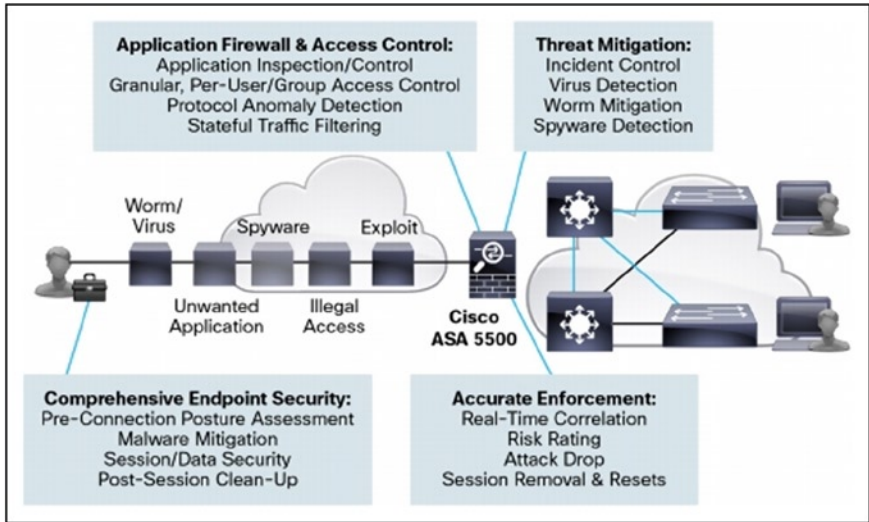 Application Firewall & Access Control:
Application Inspection/Control
Granular, Per-User/Group Access Control
Protocol Anomaly Detection
Stateful Traffic Filtering
Threat Mitigation:
Incident Control
Virus Detection
Worm Mitigation
Spyware Detection
Worm/
Virus
Spyware
Exploit
Unwanted
Application
Illegal
Access
Cisco
ASA 5500
Comprehensive Endpoint Security:
Pre-Connection Posture Assessment
Malware Mitigation
Session/Data Security
Post-Session Clean-Up
Accurate Enforcement:
Real-Time Correlation
Risk Rating
Attack Drop
Session Removal & Resets